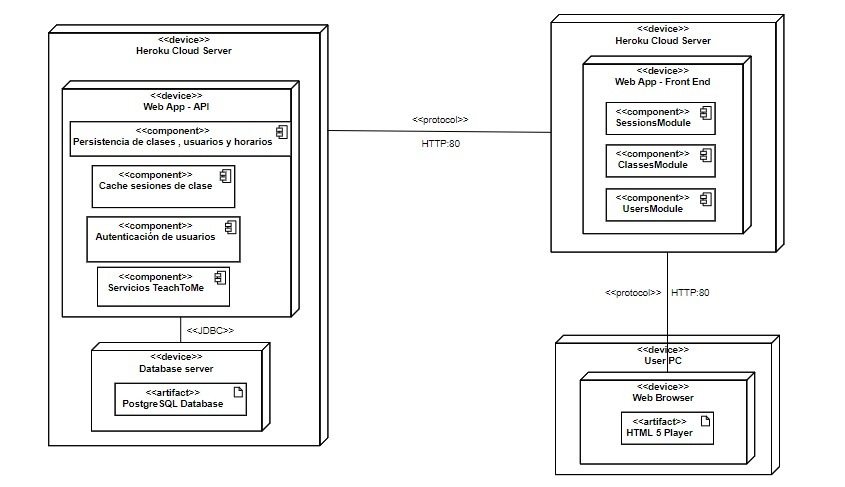 <<device>>
Heroku Cloud Server
<<device>>
Web App - API
<<component>>
Persistencia de clases , usuarios y horarios
<<component>>
Cache sesiones de clase
<<component>>
Autenticación de usuarios
<<component>>
Servicios TeachToMe
<<JDBC>>
<<device>>
Database server
<<artifact>>
PostgreSQL Database
<<protocol>>
HTTP:80
<<device>>
Heroku Cloud Server
<<device>>
Web App - Front End
<<component>>
SessionsModule
<<component>>
ClassesModule
<<component>>
UsersModule
<<protocol>> HTTP:80
<<device>>
User PC
<<device>>
Web Browser
<<artifact>>
HTML 5 Player